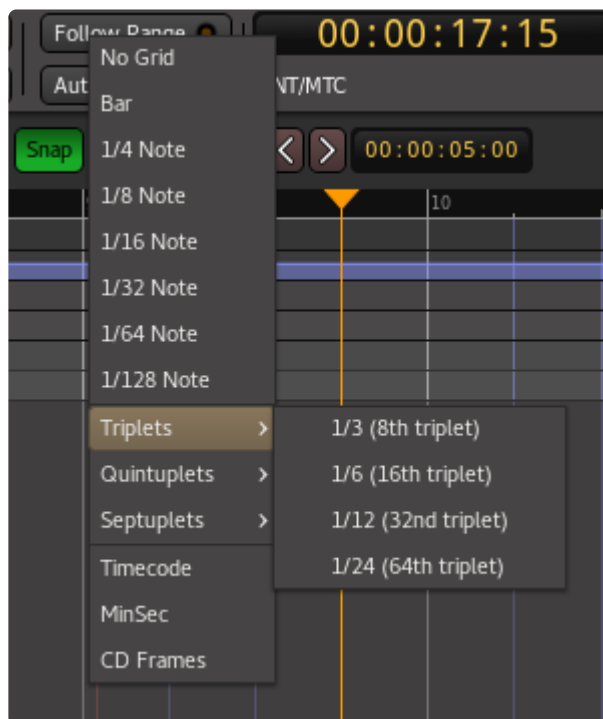 Follow Range
00:00:17:15
No Grid
Aut
NT/MTC
Bar
Snap
1/4 Note
00:00:05:00
1/8 Note
10
1/16 Note
1/32 Note
1/64 Note
1/128 Note
Triplets
1/3 (8th triplet)
Quintuplets
1/6 (16th triplet)
Septuplets
1/12 (32nd triplet)
Timecode
1/24 (64th triplet)
MinSec
CD Frames